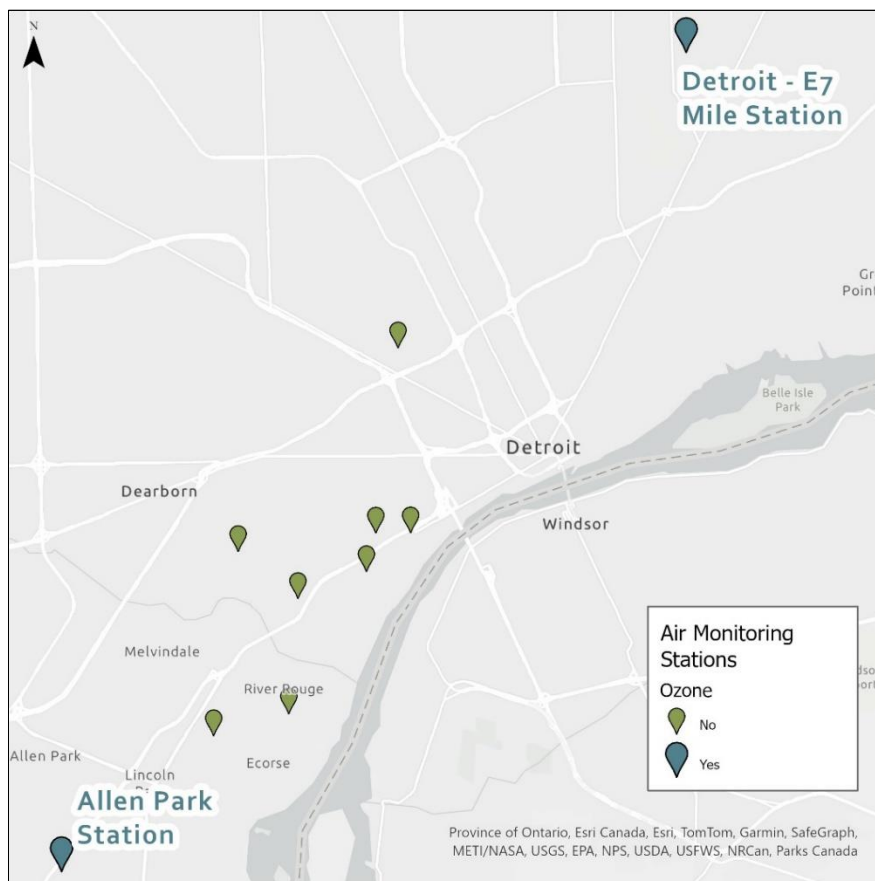 N
Detroit - E7
Mile Station
Gr
Point
Belle Isle
Park
Detroit
Dearborn
Windsor
Melvindale
River Rouge
Allen Park
Ecorse
Lincoln
Allen Park
Station
Air Monitoring
Stations
Ozone
No
Yes
Province of Ontario, Esri Canada, Esri, TomTom, Garmin, SafeGraph,
METI/NASA, USGS, EPA, NPS, USDA, USFWS, NRCan, Parks Canada